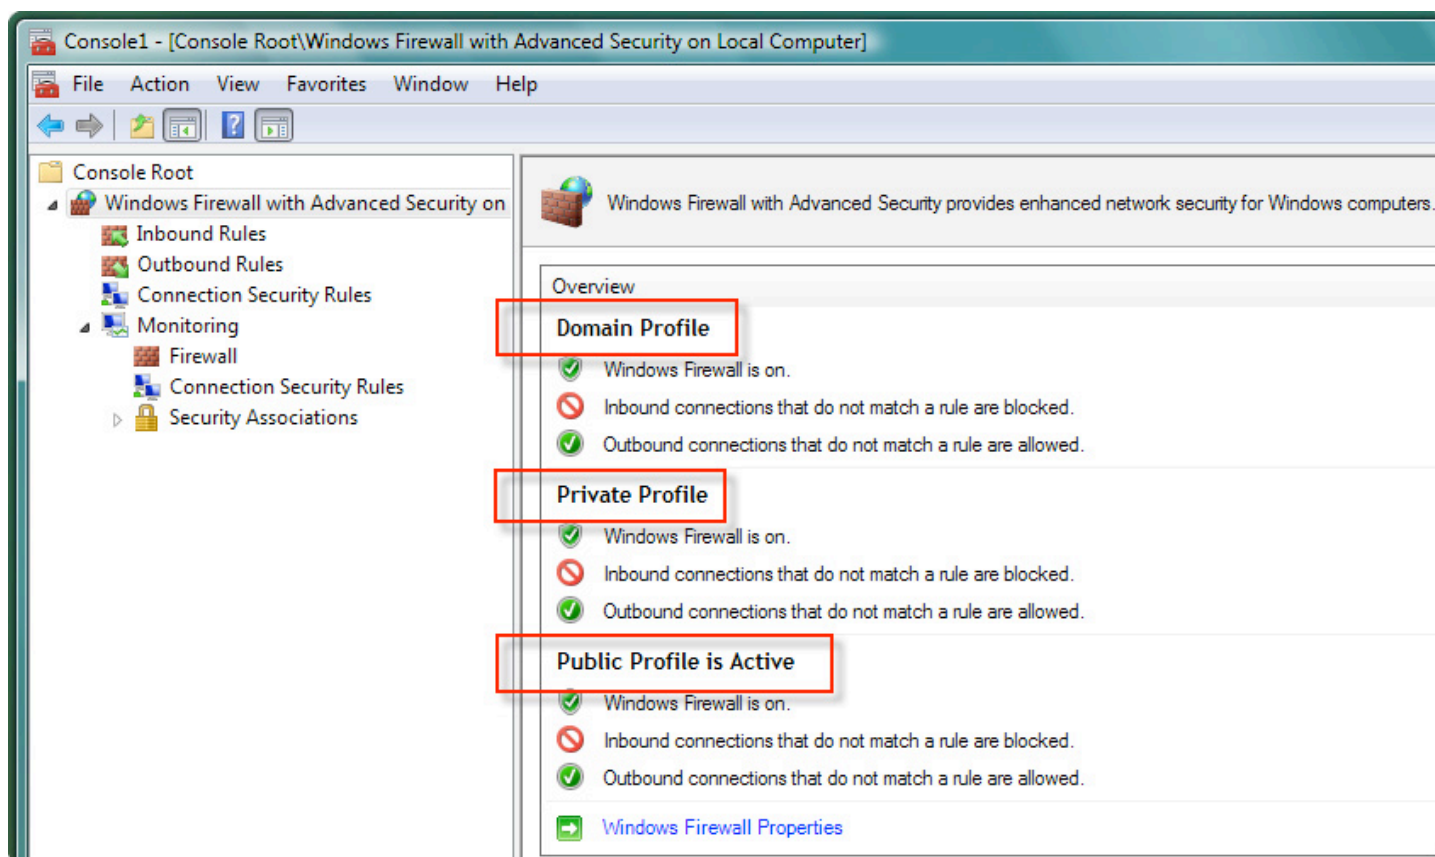 Console1 - [Console Root\Windows Firewall with Advanced Security on Local Computer]
File Action View Favorites Window Help
?
Console Root
Windows Firewall with Advanced Security on
Inbound Rules
Outbound Rules
Connection Security Rules
Monitoring
Firewall
Connection Security Rules
Security Associations
Windows Firewall with Advanced Security provides enhanced network security for Windows computers.
Overview
Domain Profile
Windows Firewall is on.
Inbound connections that do not match a rule are blocked.
Outbound connections that do not match a rule are allowed.
Private Profile
Windows Firewall is on.
Inbound connections that do not match a rule are blocked.
Outbound connections that do not match a rule are allowed.
Public Profile is Active
Windows Firewall is on.
Inbound connections that do not match a rule are blocked.
Outbound connections that do not match a rule are allowed.
Windows Firewall Properties